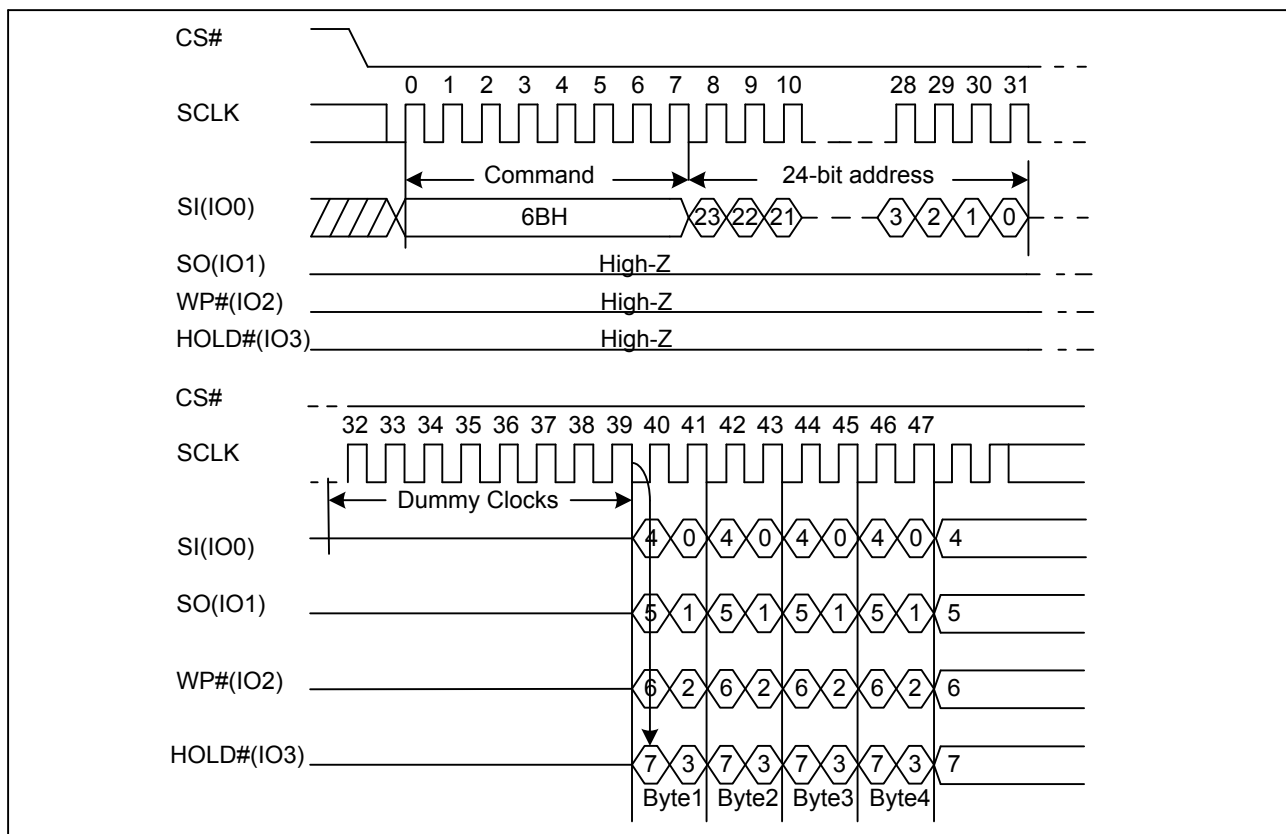 CS#
0 1 2 3 4 5 6 7 8 9 10 28 29 30 31
SCLK
Command 24-bit address
SI(IO0) 6BH 23 22 21 3 2 1 0
SO(IO1) High-Z
WP#(IO2) High-Z
HOLD#(IO3) High-Z
CS#
32 33 34 35 36 37 38 39 40 41 42 43 44 45 46 47
SCLK
Dummy Clocks
SI(IO0) 4 0 4 0 4 0 4 0 4
SO(IO1) 5 1 5 1 5 1 5 1 5
WP#(IO2) 6 2 6 2 6 2 6 2 6
HOLD#(IO3) 7 3 7 3 7 3 7 3 7
Byte1 Byte2 Byte3 Byte4